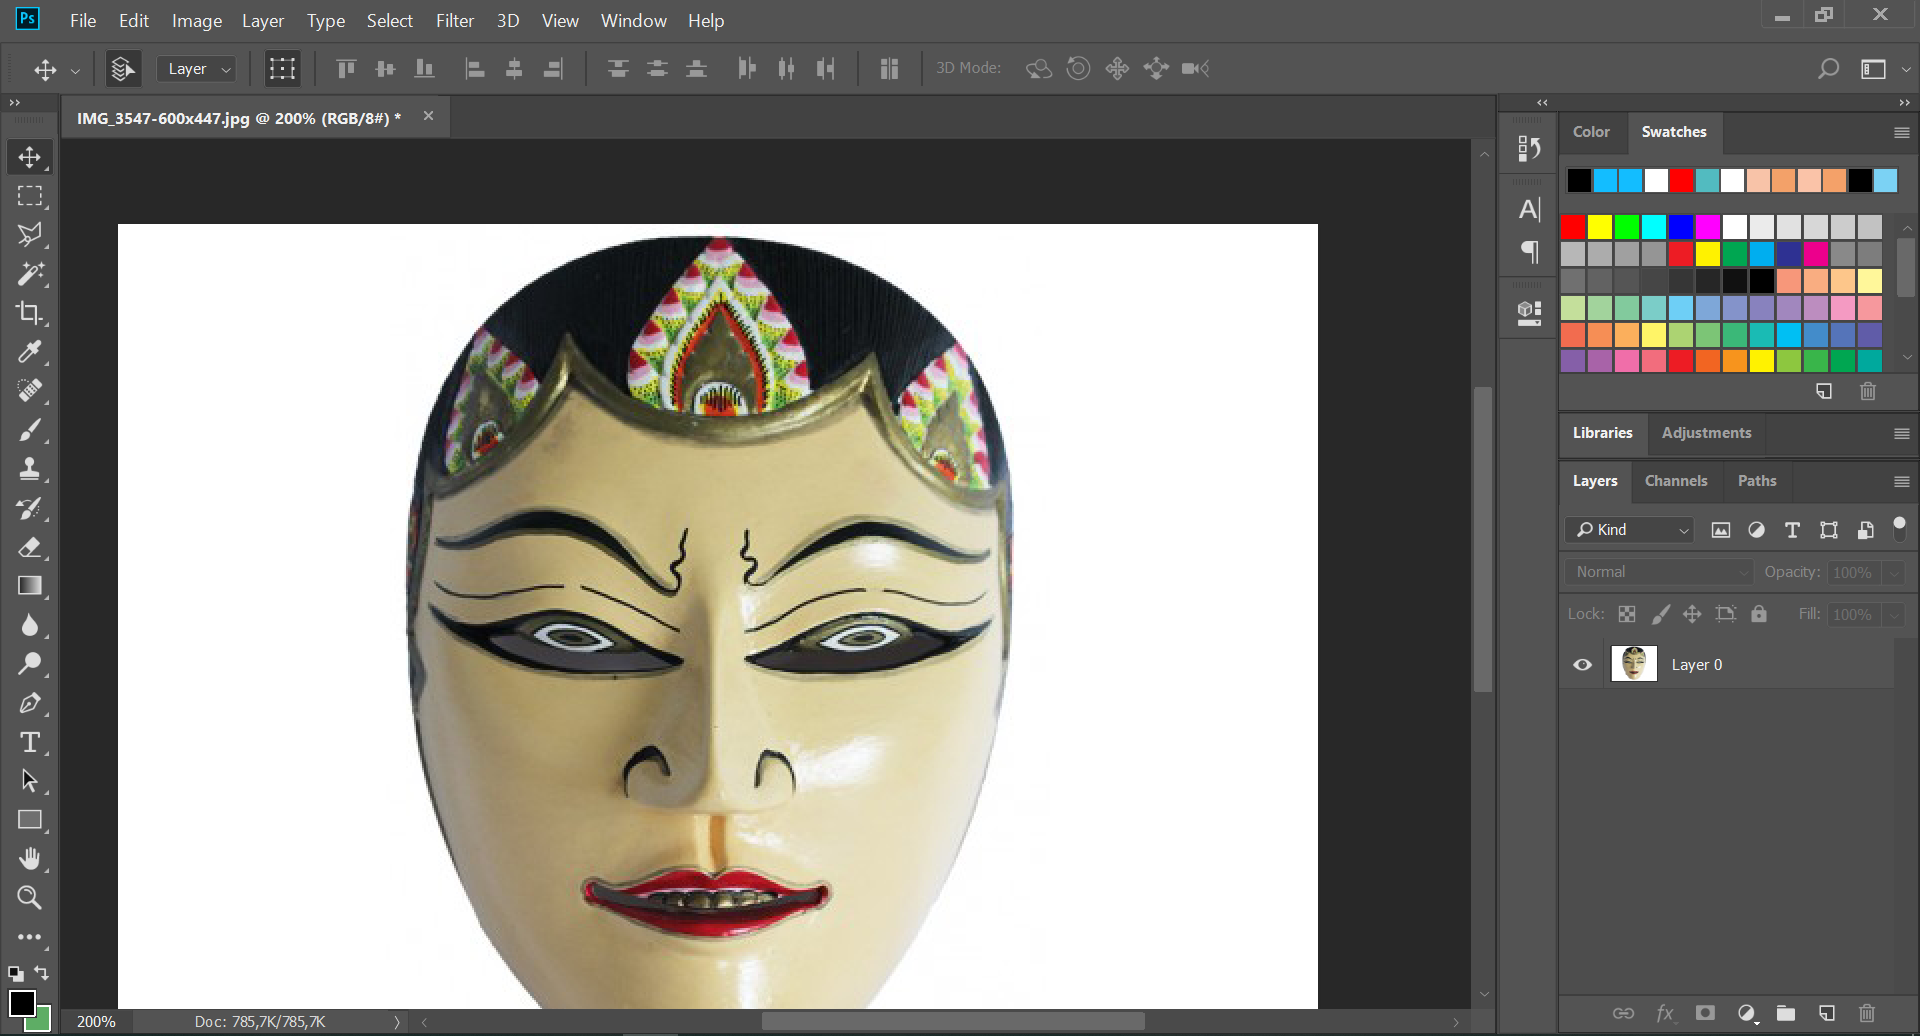 Ps File Edit Image Layer Type Select Filter 3D View Window Help
Layer 3D Mode:
IMG_3547-600x447.jpg @ 200% (RGB/8#) *
Color Swatches
Libraries Adjustments
Layers Channels Paths
Kind
Normal Opacity: 100%
Lock: Fill: 100%
Layer 0
200% Doc: 785,7K/785,7K